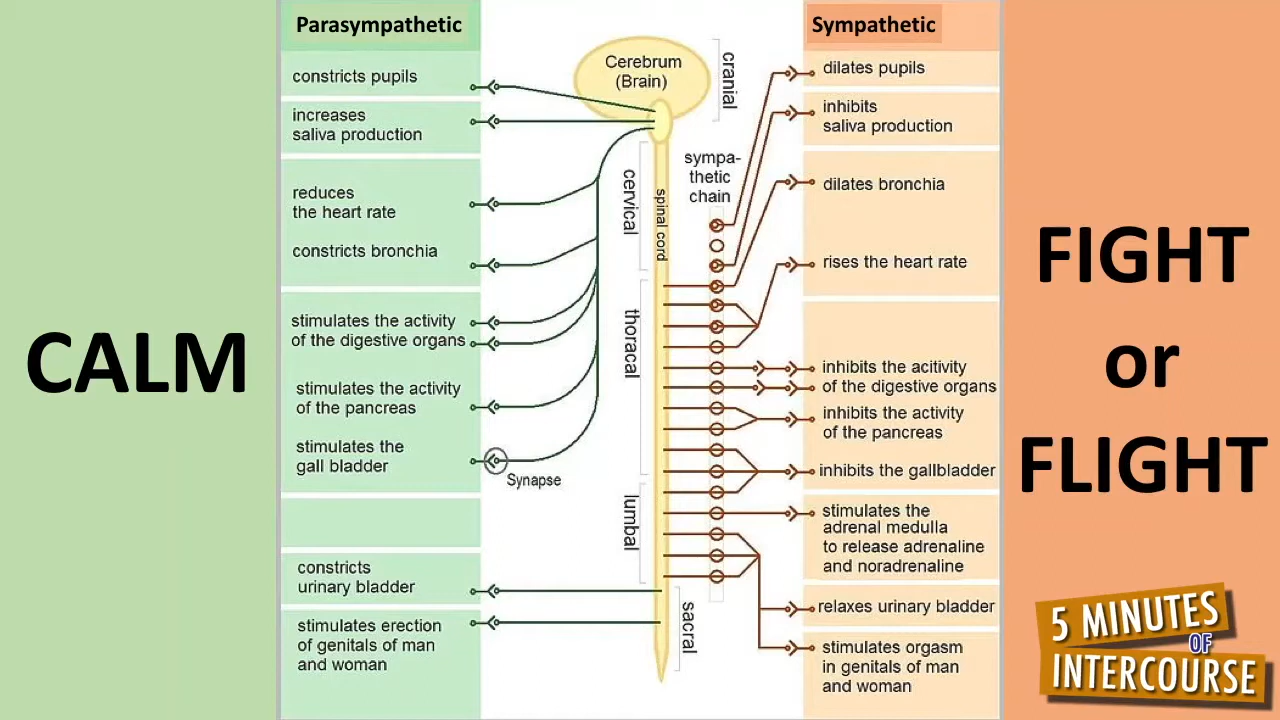 CALM
Parasympathetic
constricts pupils
increases
saliva production
reduces
the heart rate
constricts bronchia
stimulates the activity
of the digestive organs
stimulates the activity
of the pancreas
stimulates the
gall bladder
Synapse
constricts
urinary bladder
stimulates erection
of genitals of man
and woman
Cerebrum
(Brain)
cranial
cervical
spinal cord
sympa-
thetic
chain
thoracal
lumbal
sacral
Sympathetic
dilates pupils
inhibits
saliva production
dilates bronchia
rises the heart rate
inhibits the acitivity
of the digestive organs
inhibits the activity
of the pancreas
inhibits the gallbladder
stimulates the
adrenal medulla
to release adrenaline
and noradrenaline
relaxes urinary bladder
stimulates orgasm
in genitals of man
and woman
FIGHT
or
FLIGHT
5 MINUTES
OF
INTERCOURSE